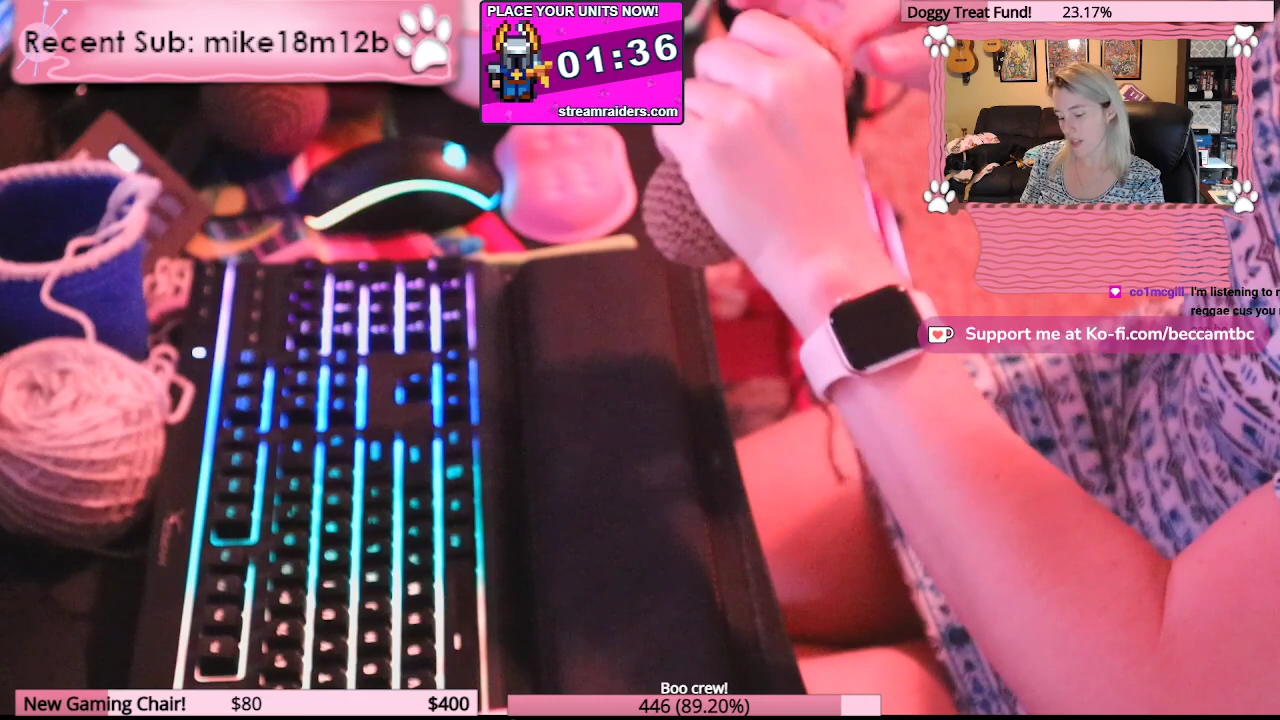 Recent Sub: mike18m12b
PLACE YOUR UNITS NOW!
01:36
streamraiders.com
Doggy Treat Fund! 23.17%
co1mcgill I'm listening to
reggae cus you
Support me at Ko-fi.com/beccamtbc
New Gaming Chair! $80 $400
Boo crew!
446 (89.20%)